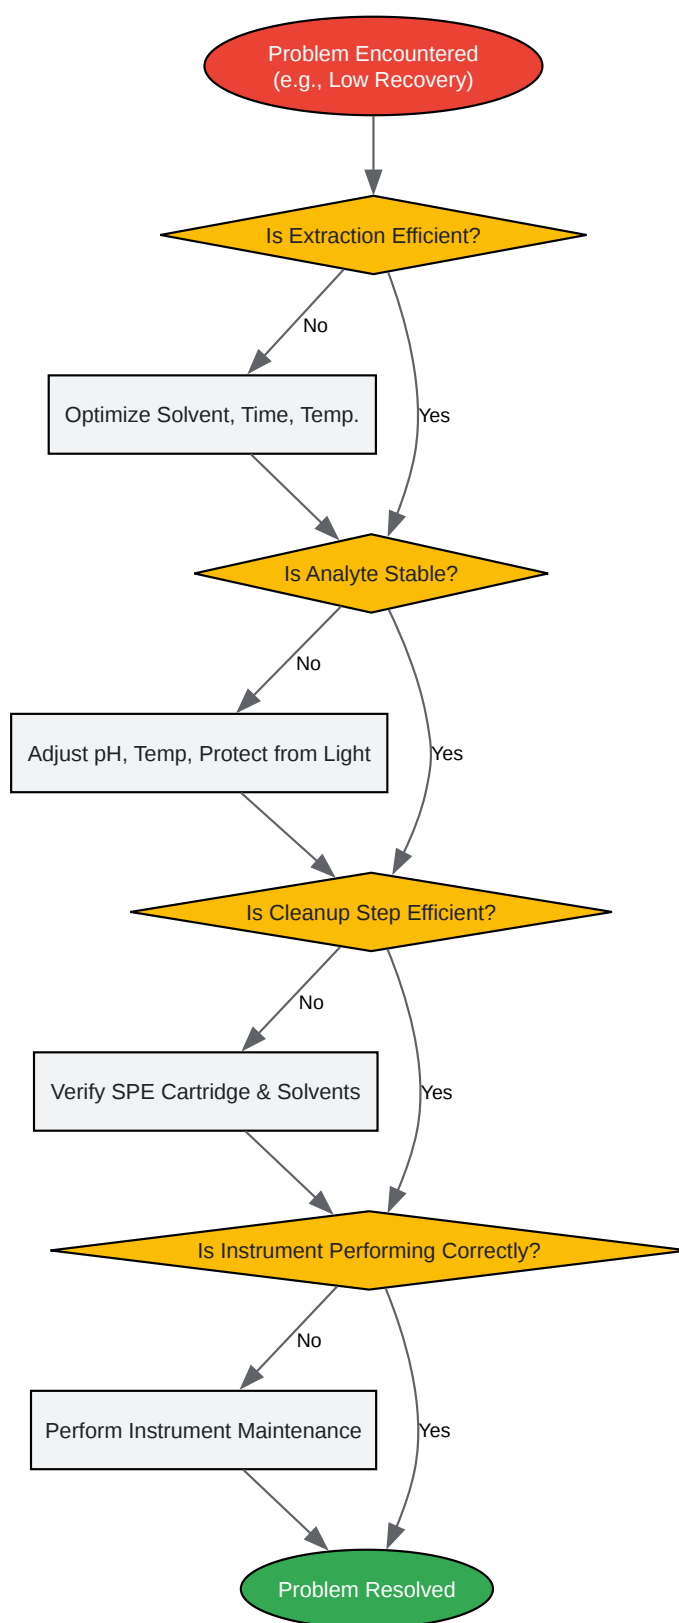 Problem Encountered
(e.g., Low Recovery)
Is Extraction Efficient?
No
Optimize Solvent, Time, Temp.
Yes
Is Analyte Stable?
No
Adjust pH, Temp, Protect from Light
Yes
Is Cleanup Step Efficient?
No
Verify SPE Cartridge & Solvents
Yes
Is Instrument Performing Correctly?
No
Perform Instrument Maintenance
Yes
Problem Resolved